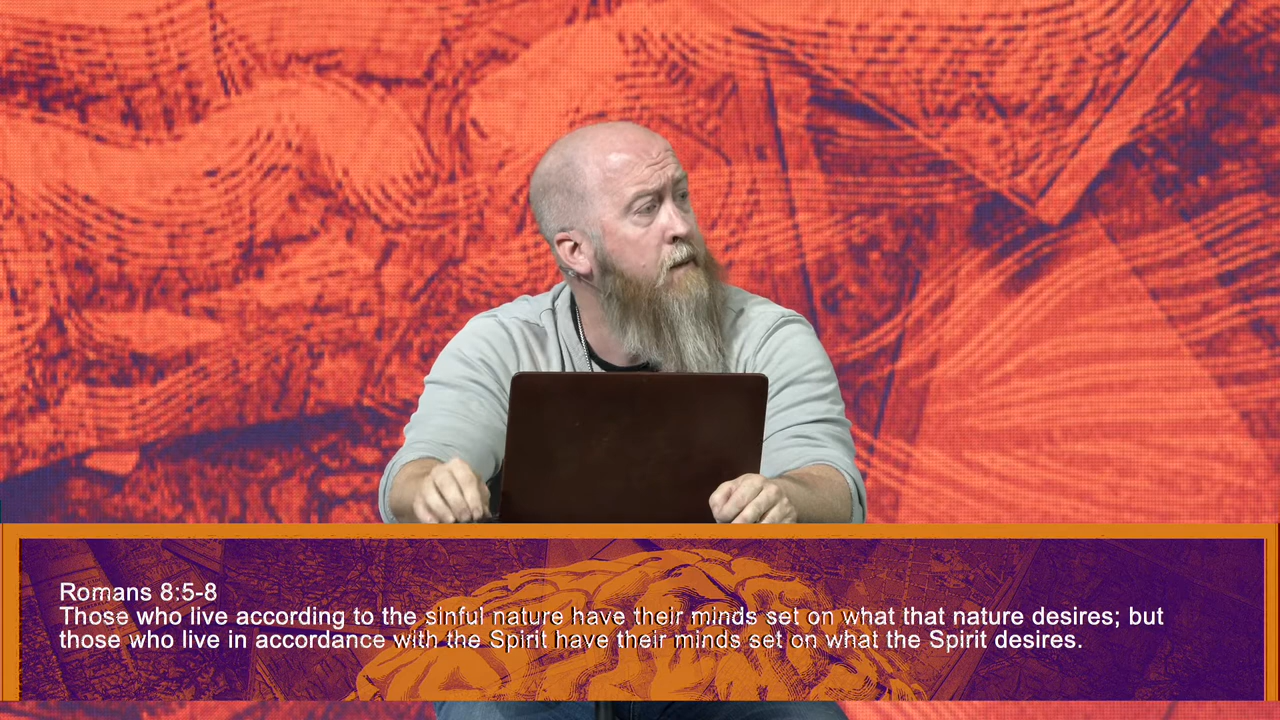 Romans 8:5-8
Those who live according to the sinful nature have their minds set on what that nature desires; but
those who live in accordance with the Spirit have their minds set on what the Spirit desires.